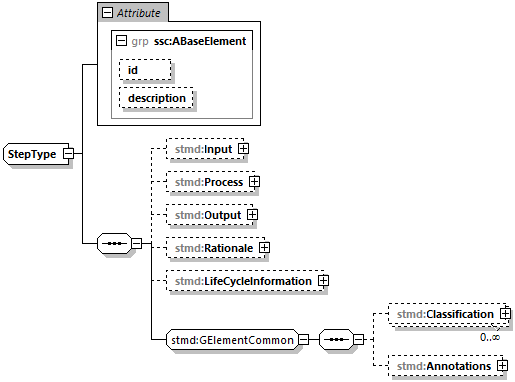 Attribute
grp ssc:ABaseElement
id
description
StepType
stmd:Input
stmd:Process
stmd:Output
stmd:Rationale
stmd:LifeCycleInformation
stmd:GElementCommon
stmd:Classification
0..∞
stmd:Annotations